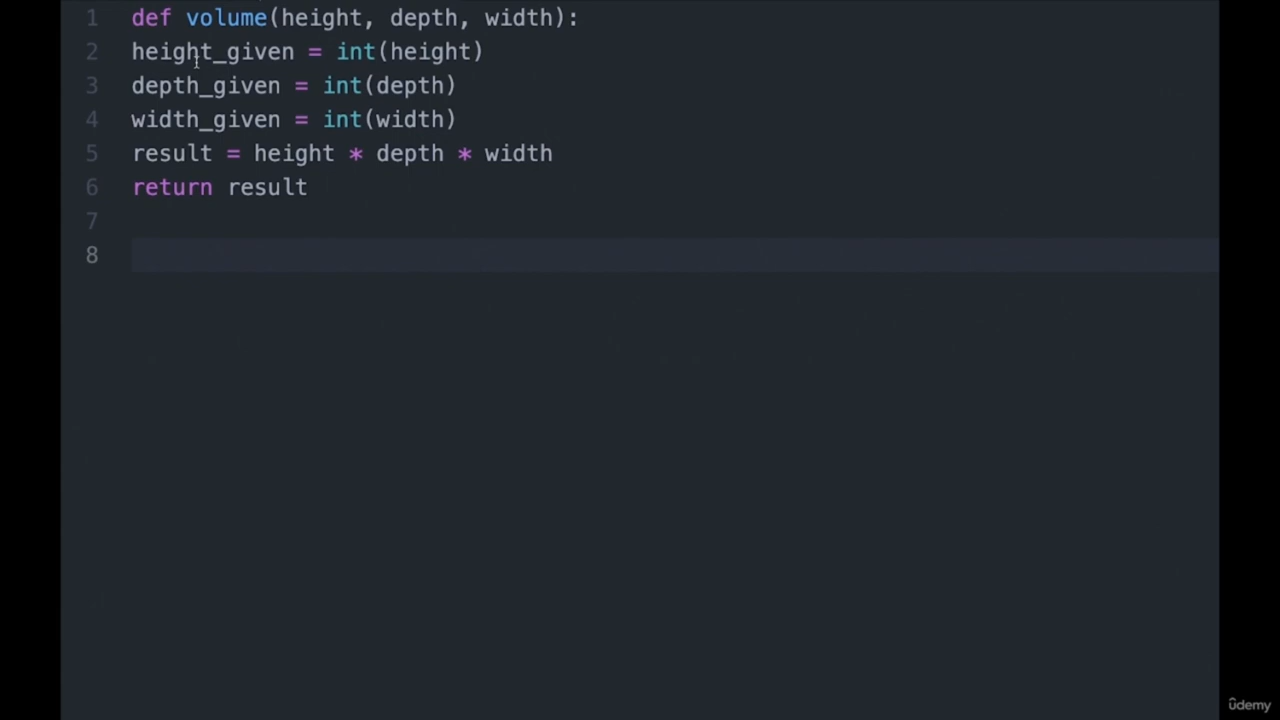 1 def volume(height, depth, width):
2 height_given = int(height)
3 depth_given = int(depth)
4 width_given = int(width)
5 result = height * depth * width
6 return result
7
8
ûdemy